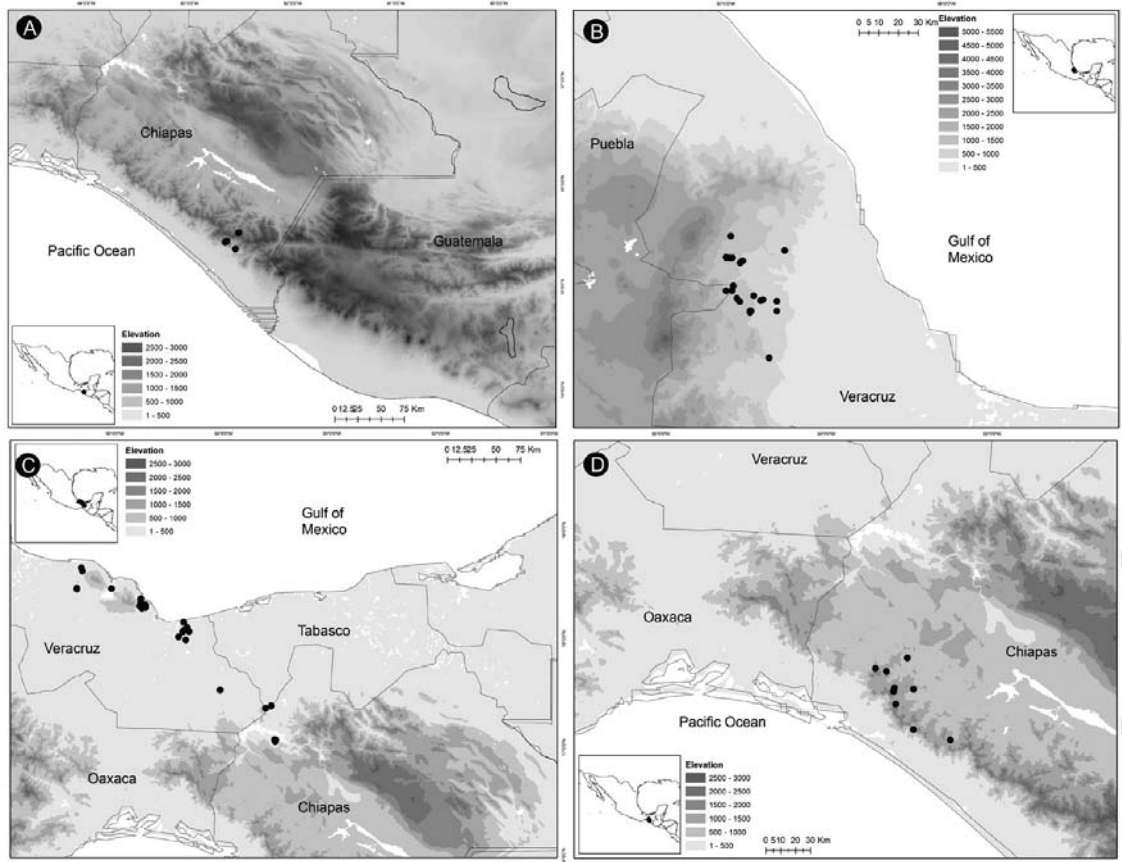 A
Chiapas
Pacific Ocean
Guatemala
Elevation
2500 - 3000
2000 - 2500
1500 - 2000
1000 - 1500
500 - 1000
1 - 500
0 12.525 50 75 Km
B
0 5 10 20 30 Km
Elevation
5000 - 5500
4500 - 5000
4000 - 4500
3500 - 4000
3000 - 3500
2500 - 3000
2000 - 2500
1500 - 2000
1000 - 1500
500 - 1000
1 - 500
Puebla
Gulf of
Mexico
Veracruz
C
Elevation
2500 - 3000
2000 - 2500
1500 - 2000
1000 - 1500
500 - 1000
1 - 500
0 12.525 50 75 Km
Gulf of
Mexico
Veracruz
Tabasco
Oaxaca
Chiapas
D
Veracruz
Oaxaca
Chiapas
Pacific Ocean
Elevation
2500 - 3000
2000 - 2500
1500 - 2000
1000 - 1500
500 - 1000
1 - 500
0 5 10 20 30 Km